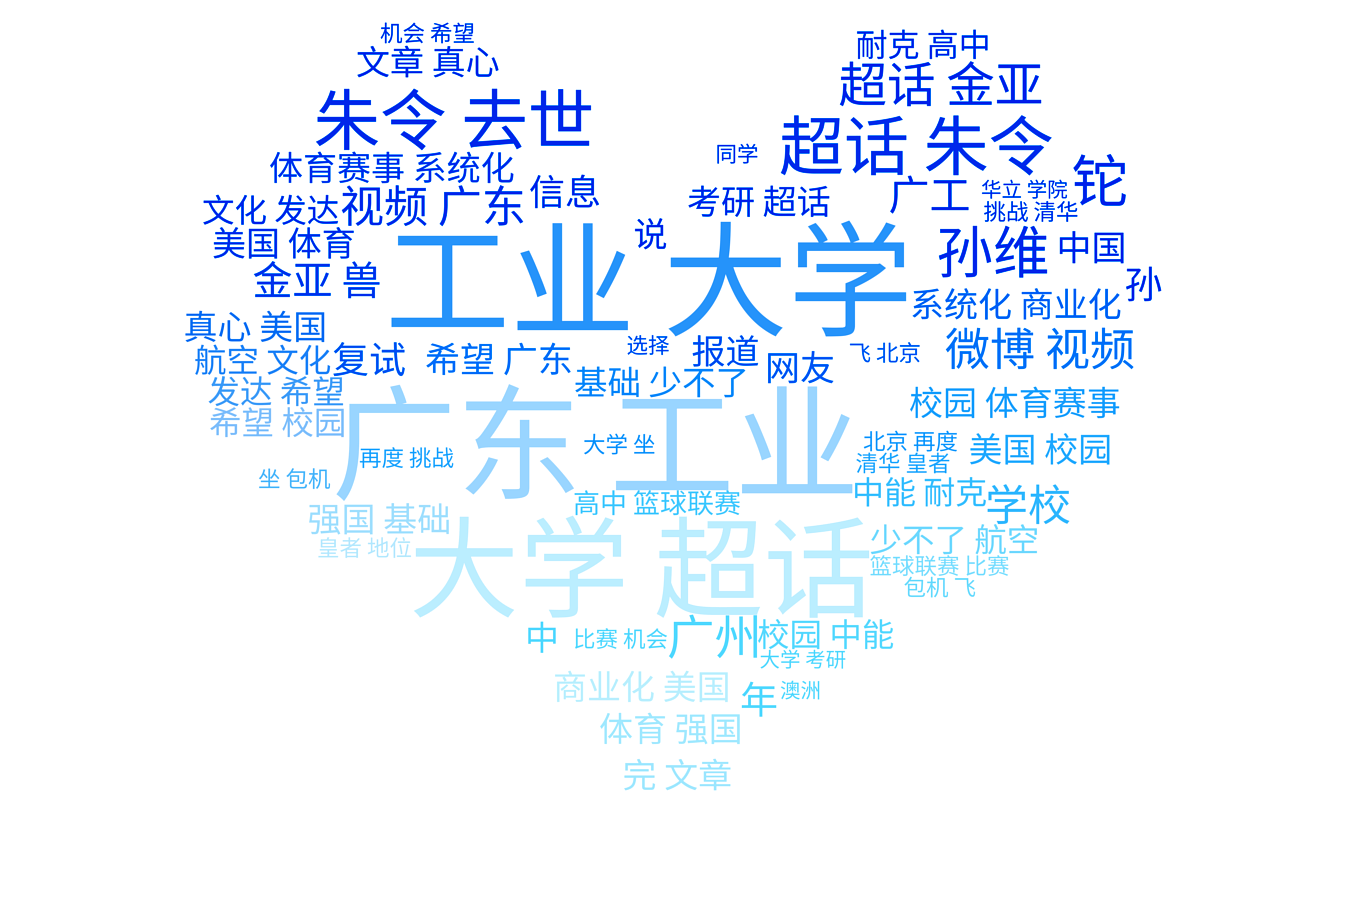 机会 希望
耐克 高中
文章 真心
超话 金亚
朱令 去世
超话 朱令
同学
体育赛事 系统化
铊
信息
考研 超话
广工
华立 学院
文化 发达
视频 广东
挑战 清华
说
美国 体育
孙维
中国
金亚 兽
工业 大学
孙
系统化 商业化
真心 美国
选择
报道
飞 北京
微博 视频
航空 文化
复试
希望 广东
网友
基础 少不了
发达 希望
校园 体育赛事
希望 校园
广东 工业
再度 挑战
大学 坐
北京 再度
美国 校园
清华 皇者
坐 包机
中能 耐克
高中 篮球联赛
学校
强国 基础
少不了 航空
皇者 地位
大学 超话
篮球联赛 比赛
包机 飞
中
比赛 机会
广州
校园 中能
大学 考研
商业化 美国
年
澳洲
体育 强国
完 文章